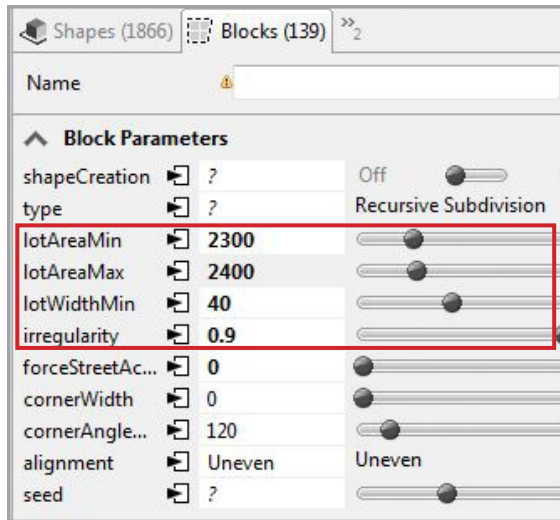 Shapes (1866) Blocks (139) »2
Name
Block Parameters
shapeCreation ? Off
type ? Recursive Subdivision
lotAreaMin 2300
lotAreaMax 2400
lotWidthMin 40
irregularity 0.9
forceStreetAc... 0
cornerWidth 0
cornerAngle... 120
alignment Uneven Uneven
seed ?